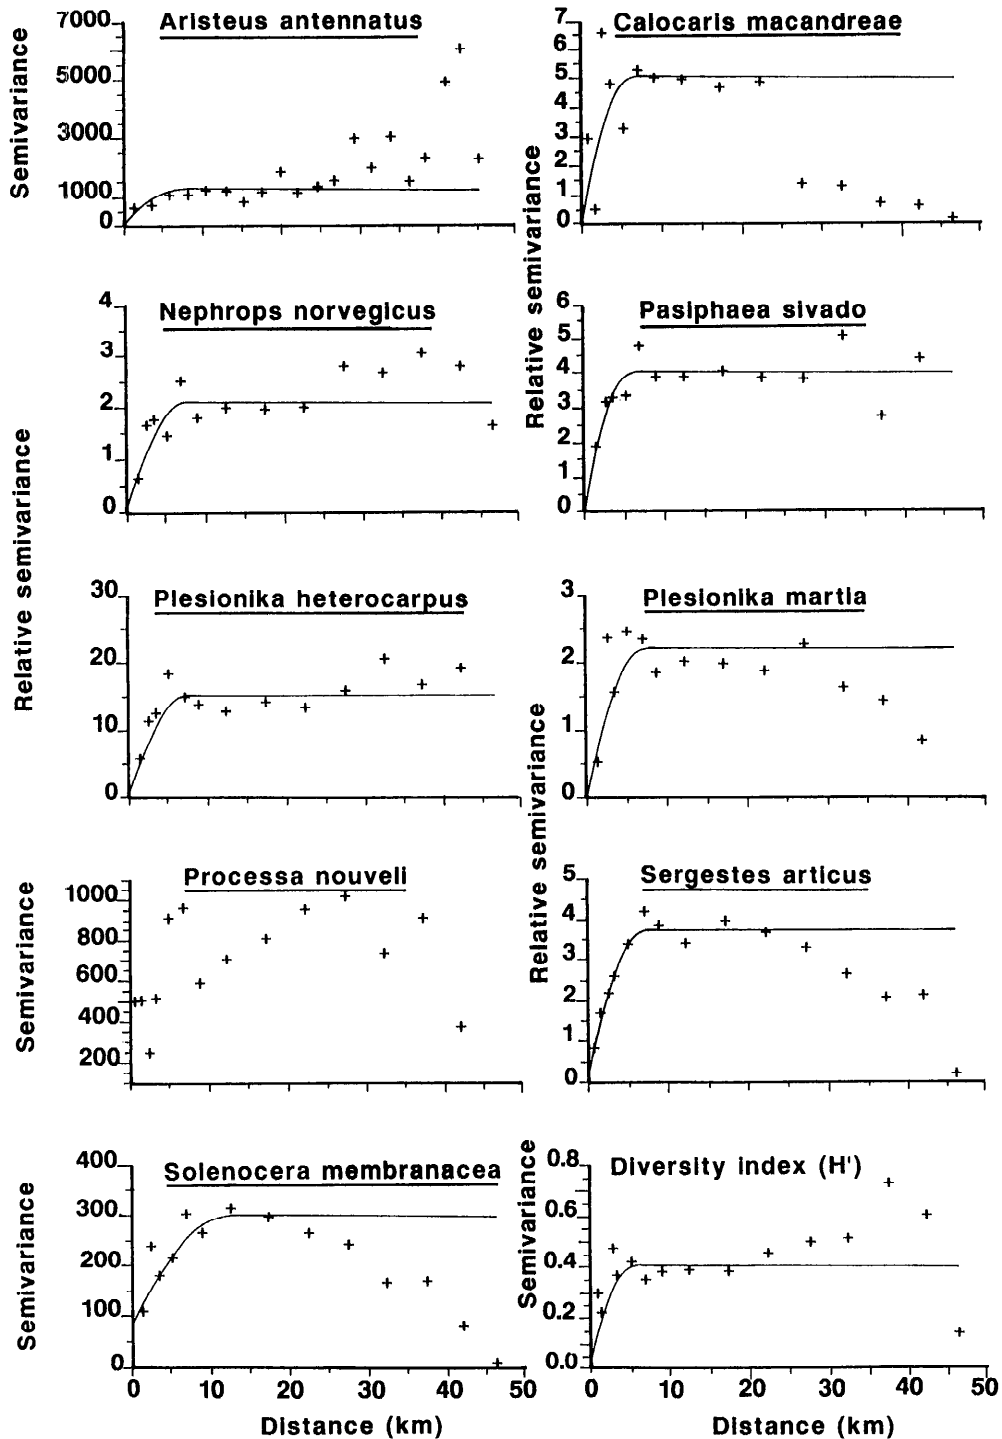 Aristeus antennatus
Semivariance
7000
5000
3000
1000
0
Calocaris macandreae
7
6
5
4
3
2
1
0
Relative semivariance
Nephrops norvegicus
4
3
2
1
0
Relative semivariance
Pasiphaea sivado
6
5
4
3
2
1
0
Plesionika heterocarpus
30
20
10
0
Plesionika martia
3
2
1
0
Relative semivariance
Processa nouveli
Semivariance
1000
800
600
400
200
Sergestes articus
5
4
3
2
1
0
Solenocera membranacea
Semivariance
400
300
200
100
0
0 10 20 30 40 50
Distance (km)
Diversity index (H')
Semivariance
0.8
0.6
0.4
0.2
0.0
0 10 20 30 40 50
Distance (km)